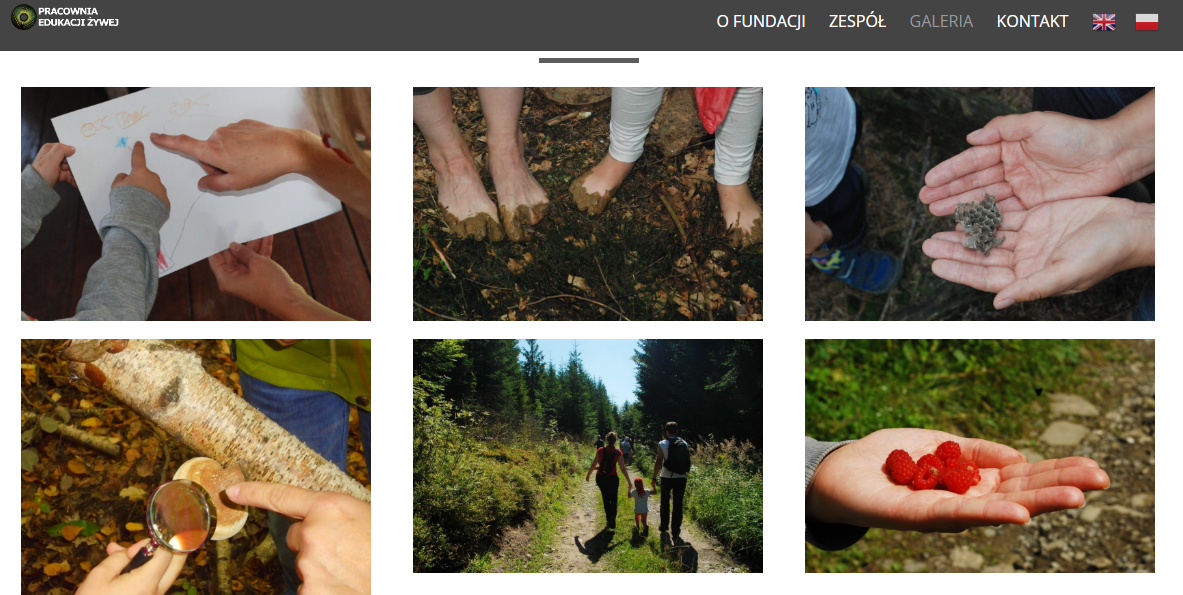 PRACOWNIA
EDUKACJI ŻYWEJ
O FUNDACJI ZESPÓŁ GALERIA KONTAKT